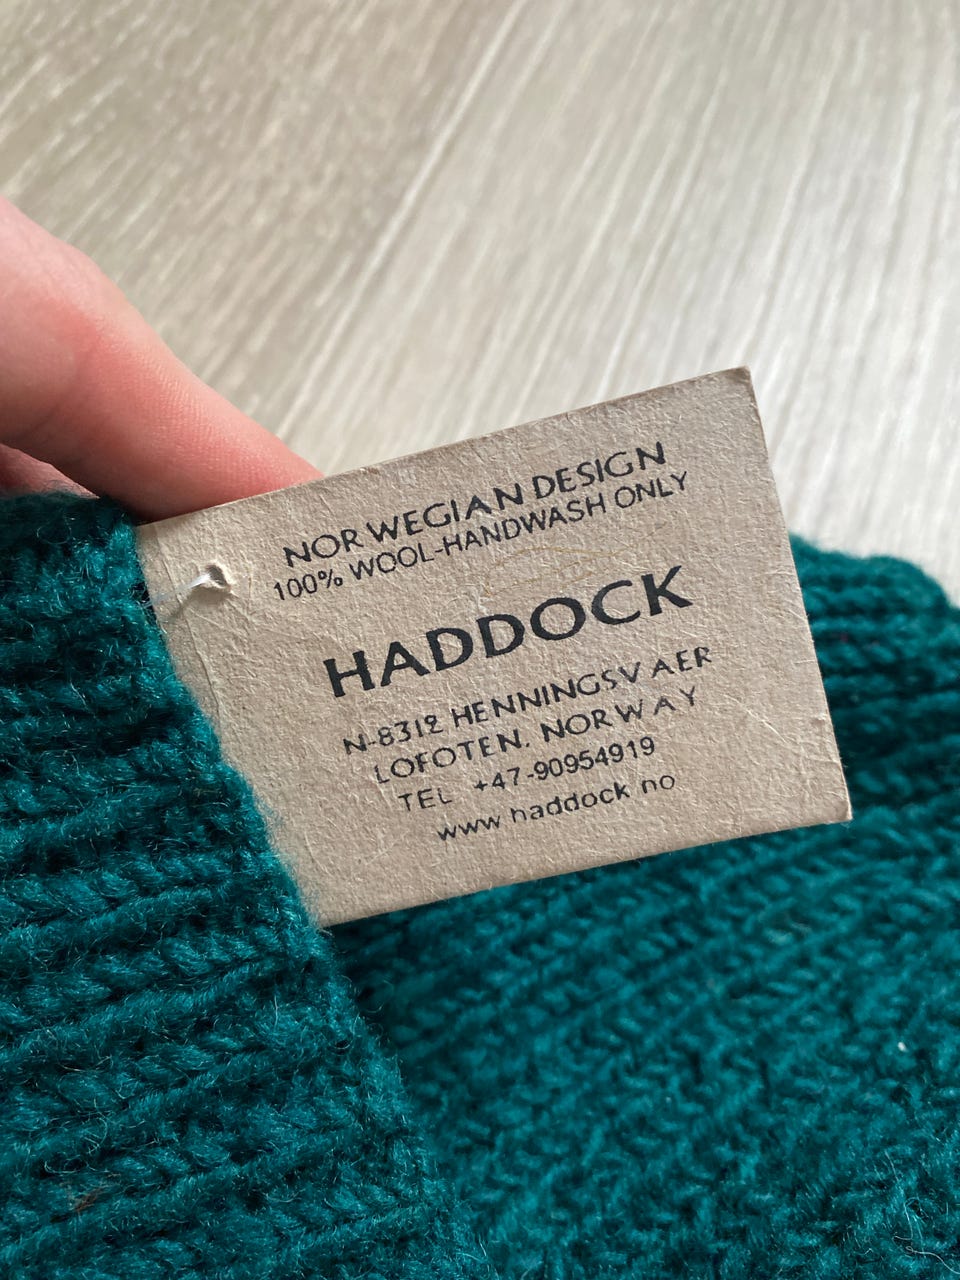 NORWEGIAN DESIGN
100% WOOL-HANDWASH ONLY
HADDOCK
N-8312 HENNINGSVAER
LOFOTEN. NORWAY
TEL +47-90954919
www haddock no